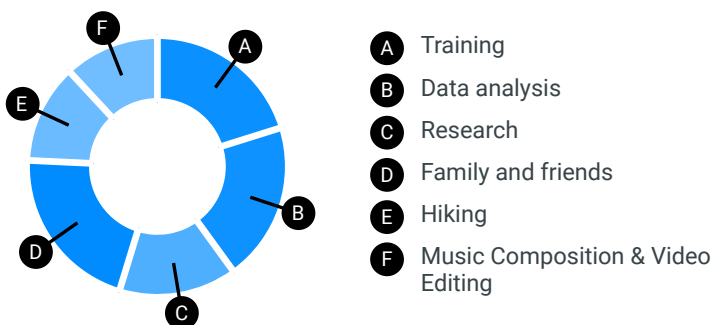 F
A
E
B
D
C
A Training
B Data analysis
C Research
D Family and friends
E Hiking
F Music Composition & Video
Editing